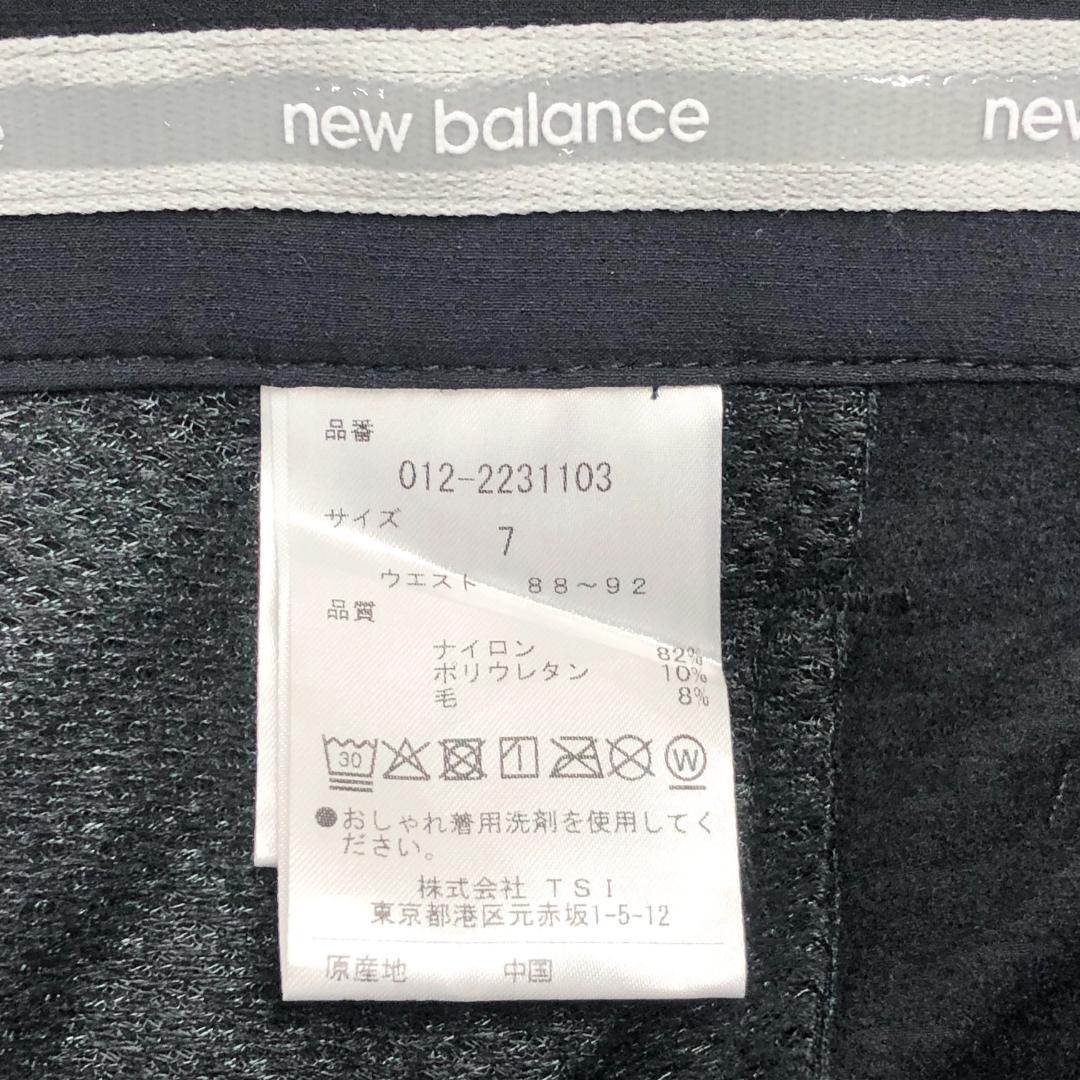 new balance
new
品番
012-2231103
サイズ
7
ウエスト 88~92
品質
ナイロン 82%
ポリウレタン 10%
毛 8%
30
W
●おしゃれ着用洗剤を使用してく
ださい。
株式会社 TSI
東京都港区元赤坂1-5-12
原産地 中国